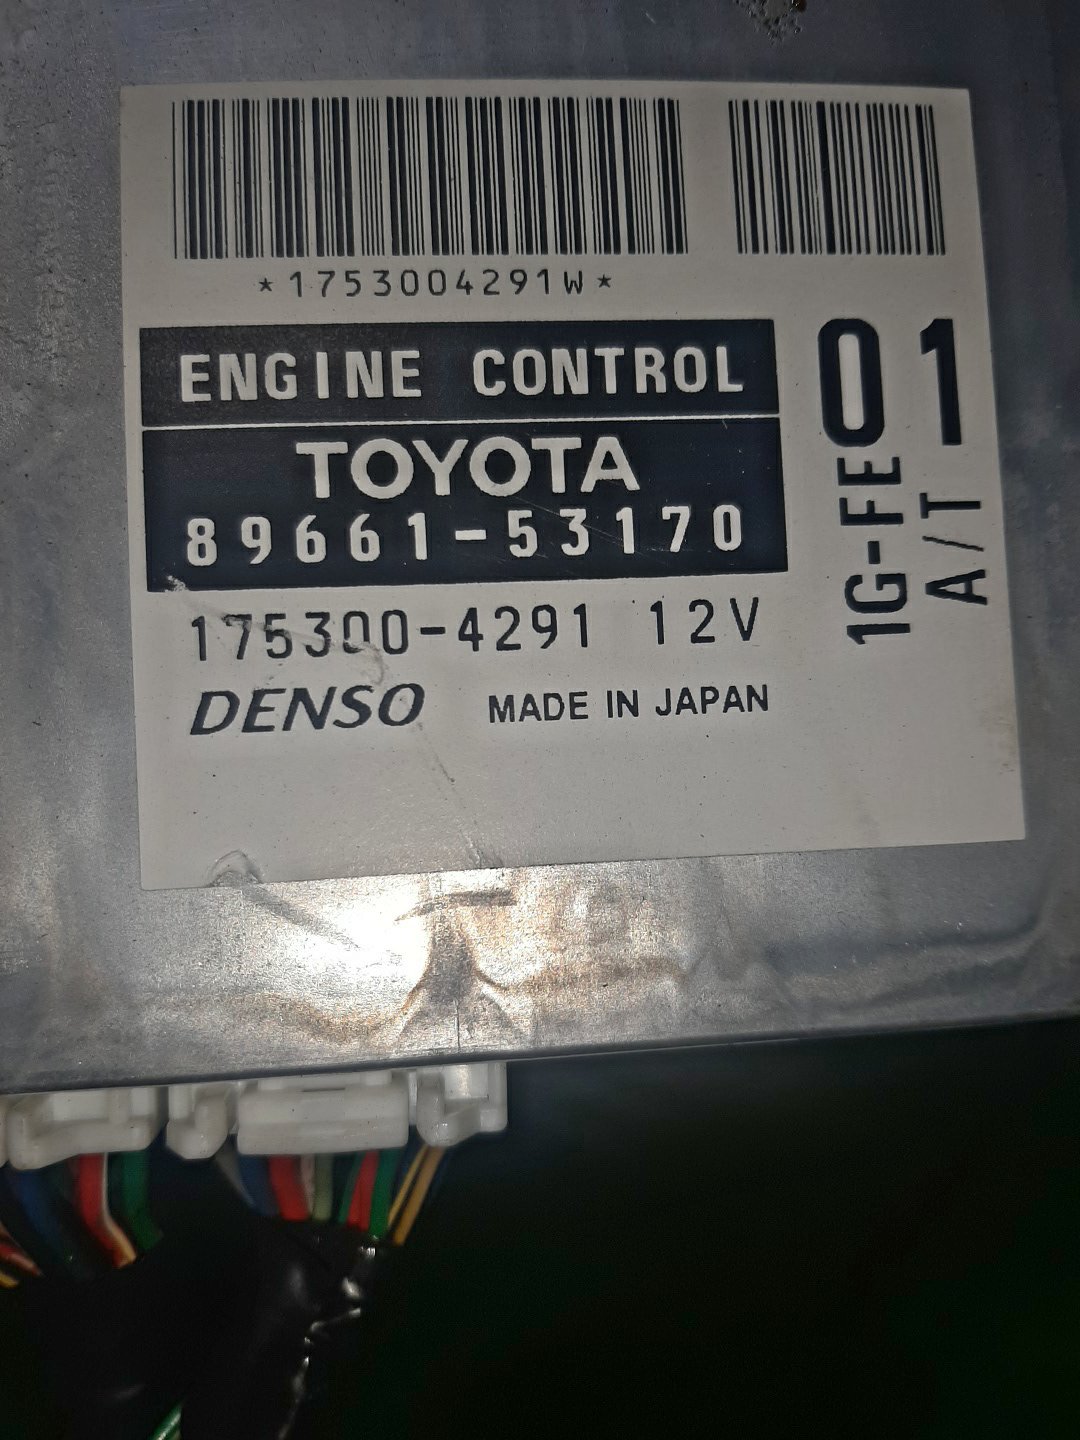 *1753004291W*
ENGINE CONTROL
TOYOTA
89661-53170
175300-4291 12V
DENSO MADE IN JAPAN
01
1G-FE
A/T